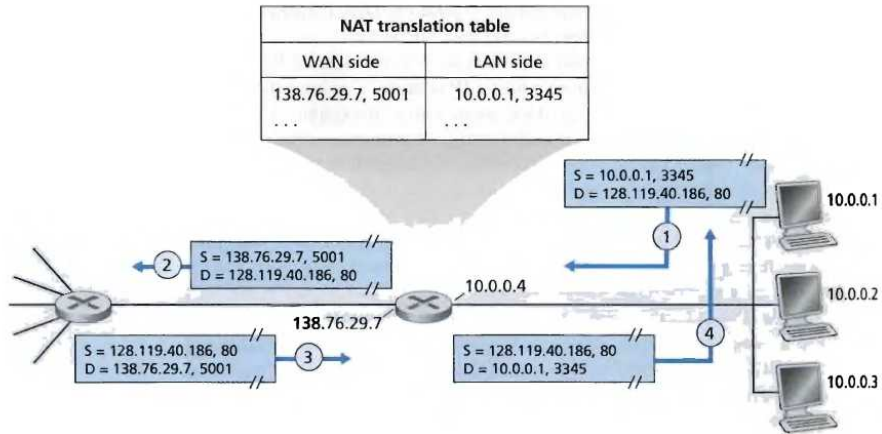 NAT translation table
WAN side LAN side
138.76.29.7, 5001 10.0.0.1, 3345
. . . . . .
S = 10.0.0.1, 3345
D = 128.119.40.186, 80
10.0.0.1
1
S = 138.76.29.7, 5001
D = 128.119.40.186, 80
2
10.0.0.4
10.0.0.2
138.76.29.7
4
S = 128.119.40.186, 80
D = 138.76.29.7, 5001
3
S = 128.119.40.186, 80
D = 10.0.0.1, 3345
10.0.0.3